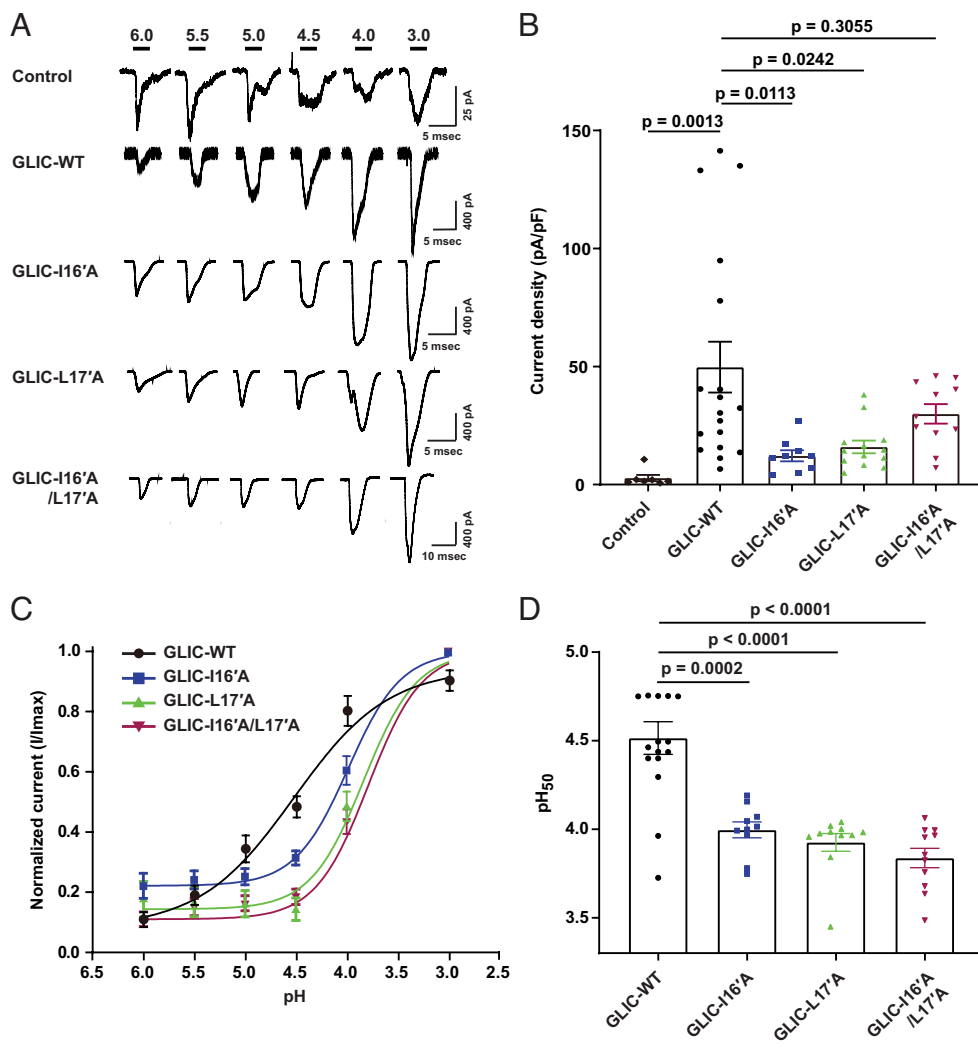 A
6.0 5.5 5.0 4.5 4.0 3.0
Control
25 pA
5 msec
GLIC-WT
400 pA
5 msec
GLIC-I16′A
400 pA
5 msec
GLIC-L17′A
400 pA
5 msec
GLIC-I16′A
/L17′A
400 pA
10 msec
B
p = 0.3055
p = 0.0242
p = 0.0113
p = 0.0013
150
100
50
0
Current density (pA/pF)
Control
GLIC-WT
GLIC-I16′A
GLIC-L17′A
GLIC-I16′A
/L17′A
C
GLIC-WT
GLIC-I16′A
GLIC-L17′A
GLIC-I16′A/L17′A
1.0
0.8
0.6
0.4
0.2
0.0
Normalized current (I/Imax)
6.5 6.0 5.5 5.0 4.5 4.0 3.5 3.0 2.5
pH
D
p < 0.0001
p < 0.0001
p = 0.0002
5.0
4.5
4.0
3.5
pH50
GLIC-WT
GLIC-I16′A
GLIC-L17′A
GLIC-I16′A
/L17′A